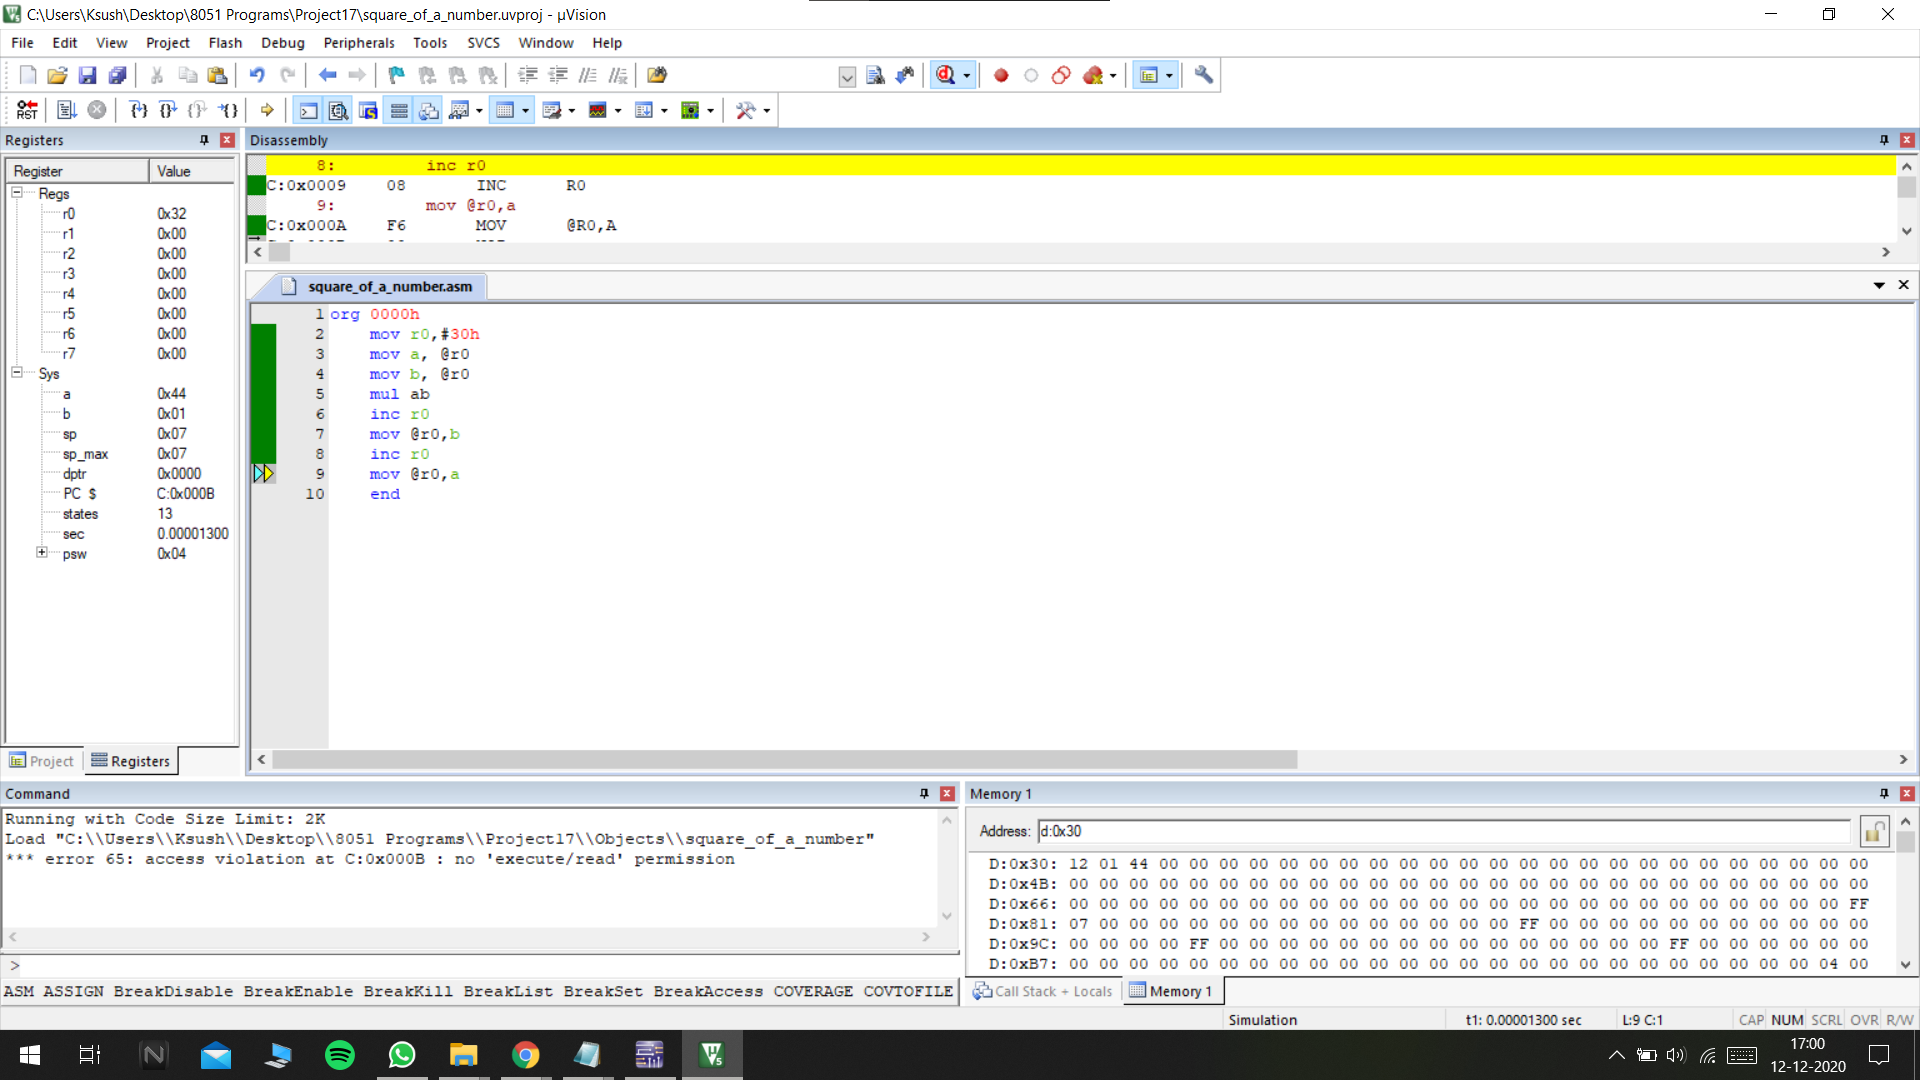 C:\Users\Ksush\Desktop\8051 Programs\Project17\square_of_a_number.uvproj - µVision
File Edit View Project Flash Debug Peripherals Tools SVCS Window Help
RST
Registers
Register Value
Regs
r0 0x32
r1 0x00
r2 0x00
r3 0x00
r4 0x00
r5 0x00
r6 0x00
r7 0x00
Sys
a 0x44
b 0x01
sp 0x07
sp_max 0x07
dptr 0x0000
PC $ C:0x000B
states 13
sec 0.00001300
psw 0x04
Project Registers
Disassembly
8: inc r0
C:0x0009 08 INC R0
9: mov @r0,a
C:0x000A F6 MOV @R0,A
square_of_a_number.asm
1 org 0000h
2 mov r0,#30h
3 mov a, @r0
4 mov b, @r0
5 mul ab
6 inc r0
7 mov @r0,b
8 inc r0
9 mov @r0,a
10 end
Command
Running with Code Size Limit: 2K
Load "C:\\Users\\Ksush\\Desktop\\8051 Programs\\Project17\\Objects\\square_of_a_number"
*** error 65: access violation at C:0x000B : no 'execute/read' permission
>
ASM ASSIGN BreakDisable BreakEnable BreakKill BreakList BreakSet BreakAccess COVERAGE COVTOFILE
Memory 1
Address: d:0x30
D:0x30: 12 01 44 00 00 00 00 00 00 00 00 00 00 00 00 00 00 00 00 00 00 00 00 00 00 00 00
D:0x4B: 00 00 00 00 00 00 00 00 00 00 00 00 00 00 00 00 00 00 00 00 00 00 00 00 00 00 00
D:0x66: 00 00 00 00 00 00 00 00 00 00 00 00 00 00 00 00 00 00 00 00 00 00 00 00 00 00 FF
D:0x81: 07 00 00 00 00 00 00 00 00 00 00 00 00 00 00 FF 00 00 00 00 00 00 00 00 00 00 00
D:0x9C: 00 00 00 00 FF 00 00 00 00 00 00 00 00 00 00 00 00 00 00 00 FF 00 00 00 00 00 00
D:0xB7: 00 00 00 00 00 00 00 00 00 00 00 00 00 00 00 00 00 00 00 00 00 00 00 00 00 04 00
Call Stack + Locals Memory 1
Simulation t1: 0.00001300 sec L:9 C:1 CAP NUM SCRL OVR R/W
17:00
12-12-2020